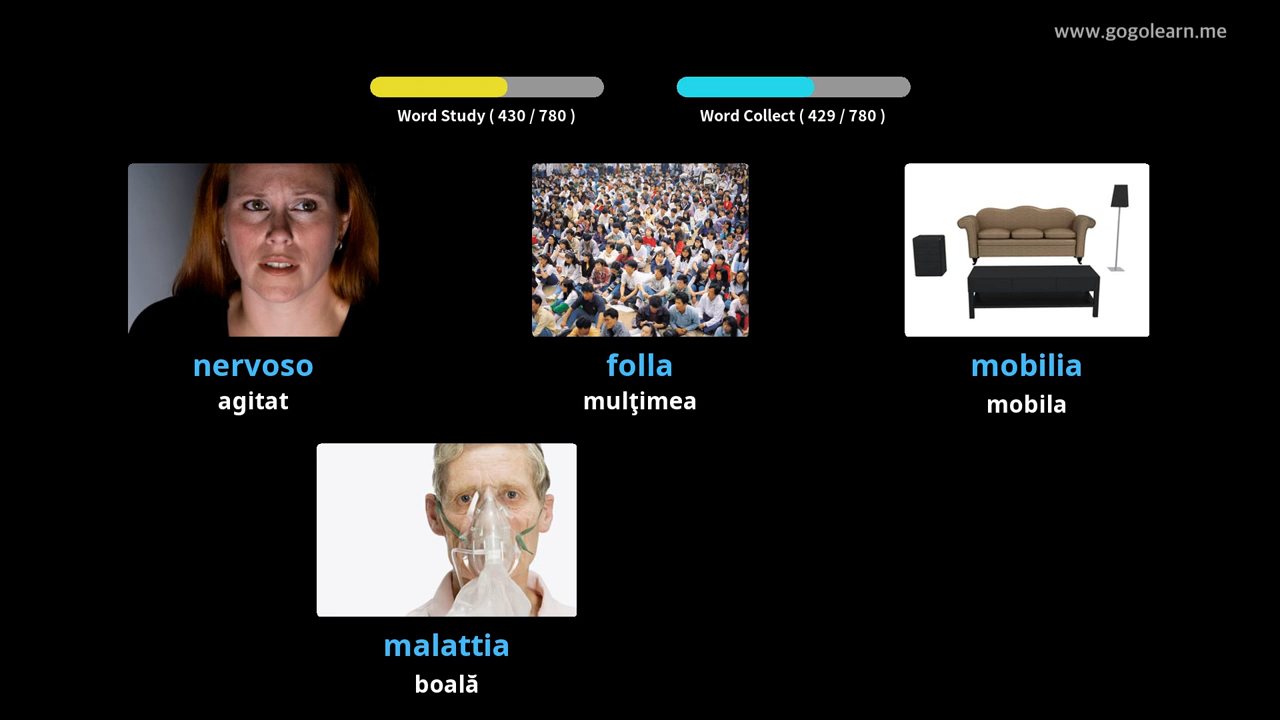 www.gogolearn.me
Word Study ( 430 / 780 )
Word Collect ( 429 / 780 )
nervoso
agitat
folla
mulţimea
mobilia
mobila
malattia
boală